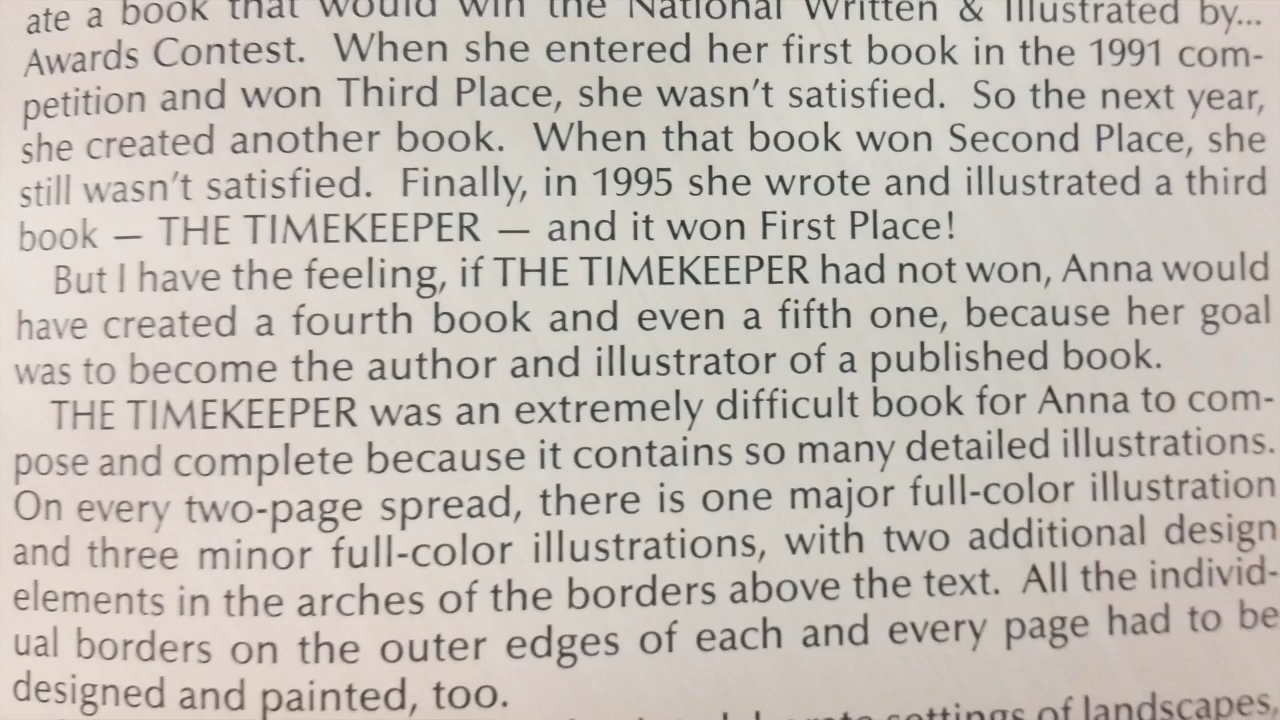 ate a book that would win the National Written & Illustrated by...
Awards Contest. When she entered her first book in the 1991 com-
petition and won Third Place, she wasn't satisfied. So the next year,
she created another book. When that book won Second Place, she
still wasn't satisfied. Finally, in 1995 she wrote and illustrated a third
book — THE TIMEKEEPER — and it won First Place!
But I have the feeling, if THE TIMEKEEPER had not won, Anna would
have created a fourth book and even a fifth one, because her goal
was to become the author and illustrator of a published book.
THE TIMEKEEPER was an extremely difficult book for Anna to com-
pose and complete because it contains so many detailed illustrations.
On every two-page spread, there is one major full-color illustration
and three minor full-color illustrations, with two additional design
elements in the arches of the borders above the text. All the individ-
ual borders on the outer edges of each and every page had to be
designed and painted, too.
settings of landscapes,